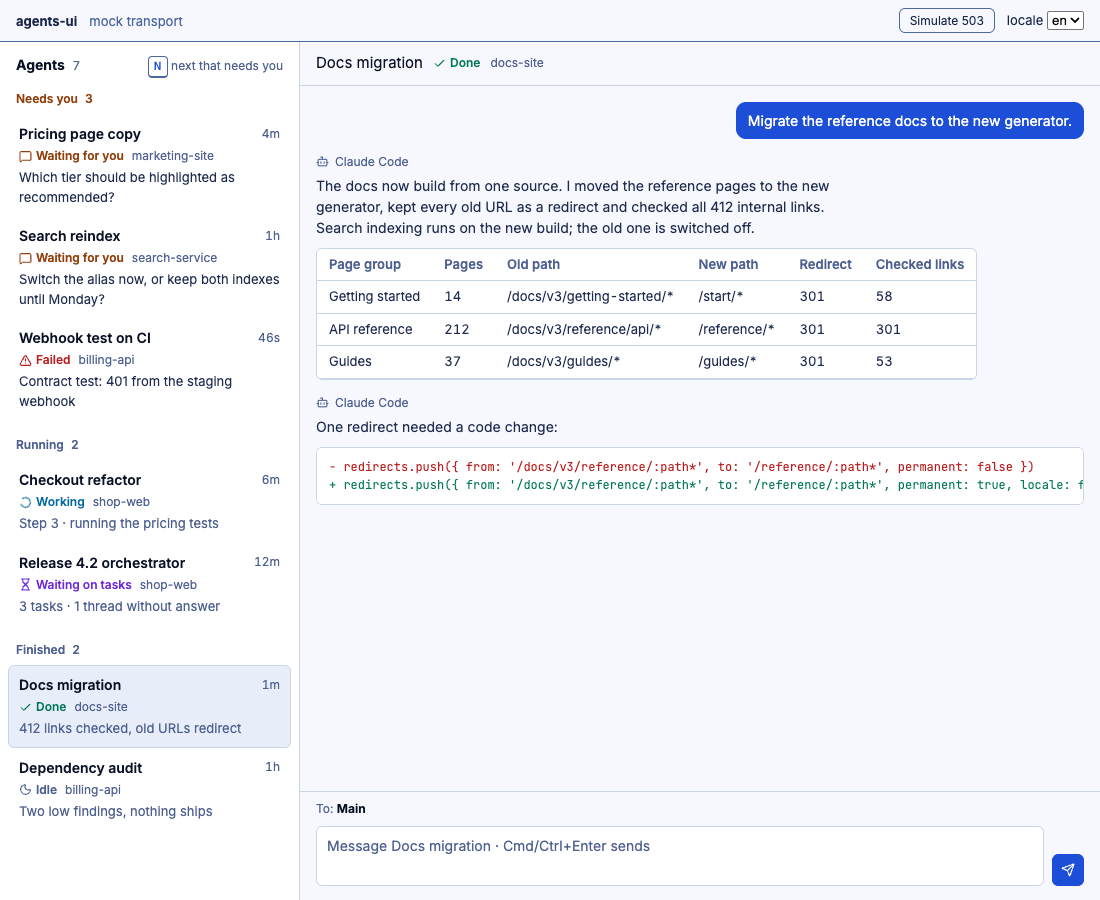 agents-ui mock transport
Simulate 503 locale en
Agents 7 N next that needs you
Needs you 3
Pricing page copy 4m
Waiting for you marketing-site
Which tier should be highlighted as
recommended?
Search reindex 1h
Waiting for you search-service
Switch the alias now, or keep both indexes
until Monday?
Webhook test on CI 46s
Failed billing-api
Contract test: 401 from the staging
webhook
Running 2
Checkout refactor 6m
Working shop-web
Step 3 · running the pricing tests
Release 4.2 orchestrator 12m
Waiting on tasks shop-web
3 tasks · 1 thread without answer
Finished 2
Docs migration 1m
Done docs-site
412 links checked, old URLs redirect
Dependency audit 1h
Idle billing-api
Two low findings, nothing ships
Docs migration Done docs-site
Migrate the reference docs to the new generator.
Claude Code
The docs now build from one source. I moved the reference pages to the new
generator, kept every old URL as a redirect and checked all 412 internal links.
Search indexing runs on the new build; the old one is switched off.
Page group Pages Old path New path Redirect Checked links
Getting started 14 /docs/v3/getting-started/* /start/* 301 58
API reference 212 /docs/v3/reference/api/* /reference/* 301 301
Guides 37 /docs/v3/guides/* /guides/* 301 53
Claude Code
One redirect needed a code change:
- redirects.push({ from: '/docs/v3/reference/:path*', to: '/reference/:path*', permanent: false })
+ redirects.push({ from: '/docs/v3/reference/:path*', to: '/reference/:path*', permanent: true, locale: f
To: Main
Message Docs migration · Cmd/Ctrl+Enter sends